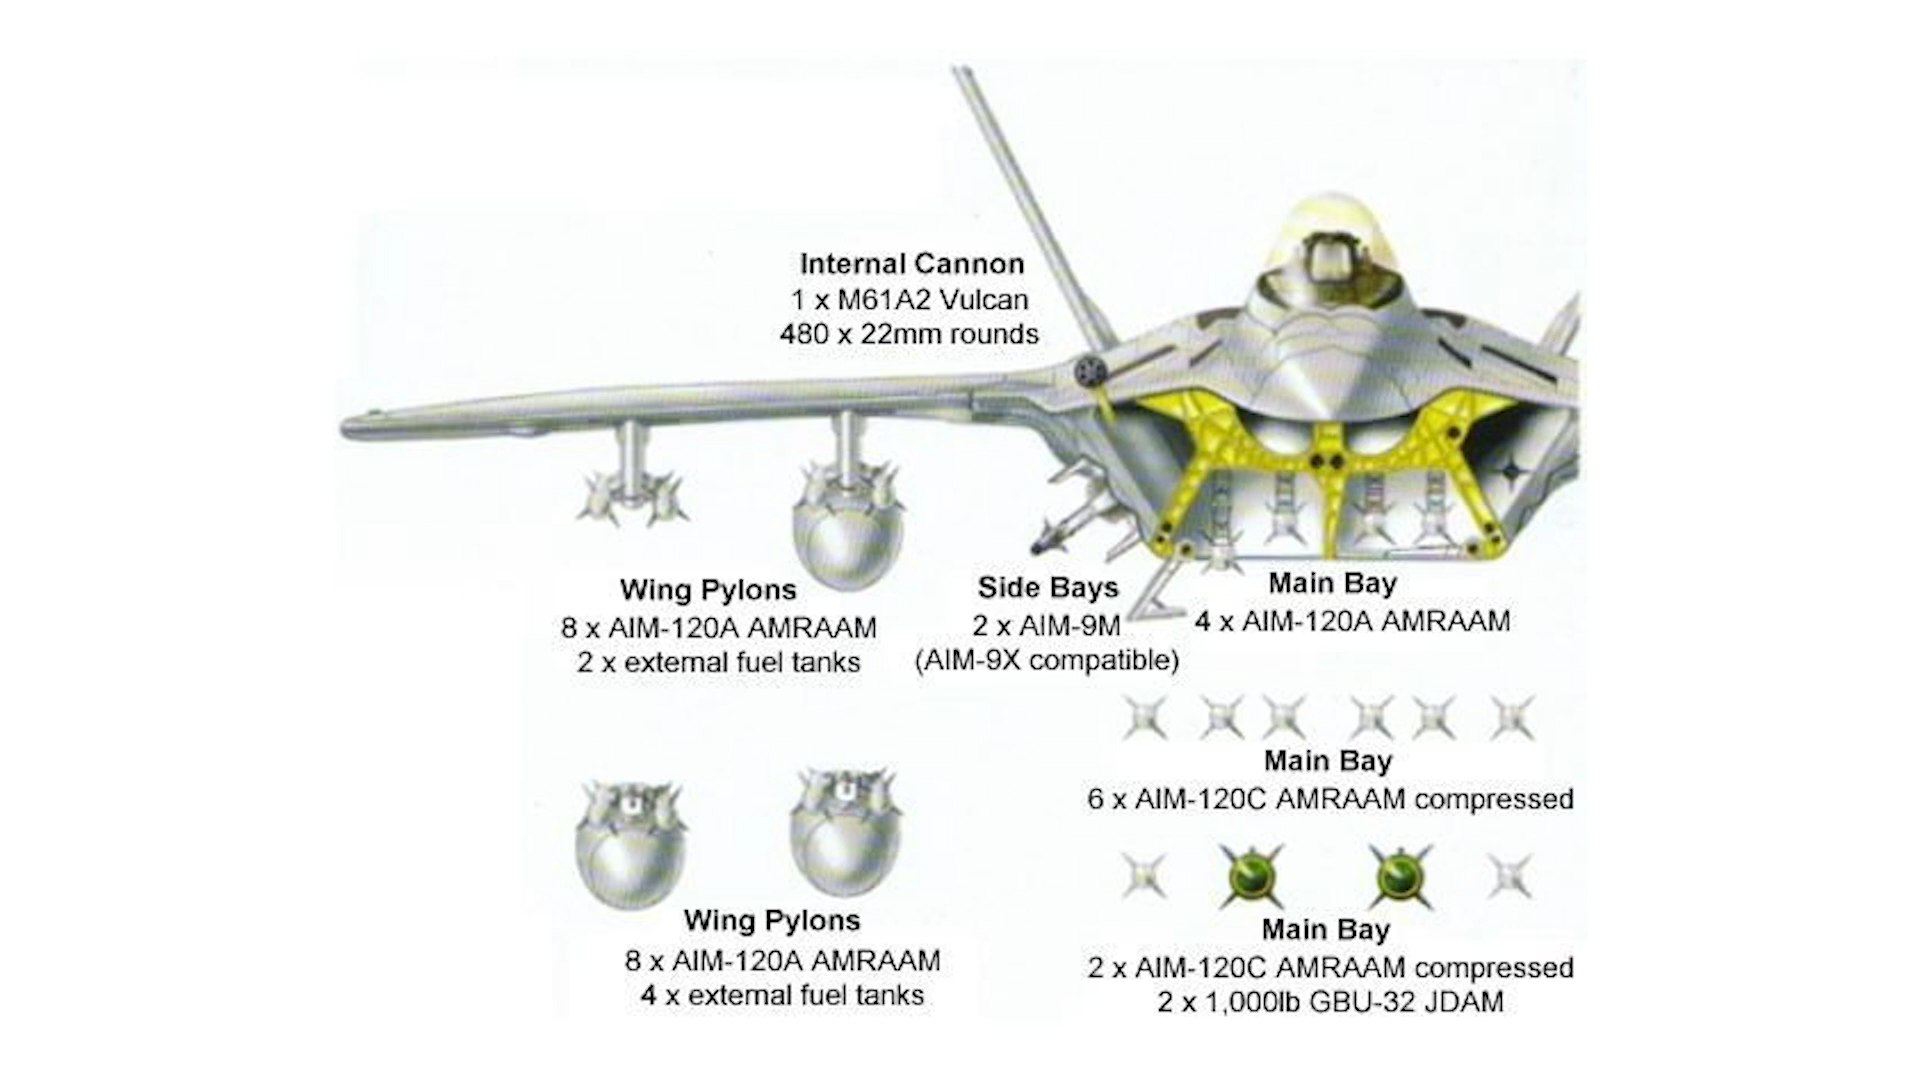 Internal Cannon
1 x M61A2 Vulcan
480 x 22mm rounds
Wing Pylons
8 x AIM-120A AMRAAM
2 x external fuel tanks
Side Bays
2 x AIM-9M
(AIM-9X compatible)
Main Bay
4 x AIM-120A AMRAAM
Main Bay
6 x AIM-120C AMRAAM compressed
Wing Pylons
8 x AIM-120A AMRAAM
4 x external fuel tanks
Main Bay
2 x AIM-120C AMRAAM compressed
2 x 1,000lb GBU-32 JDAM